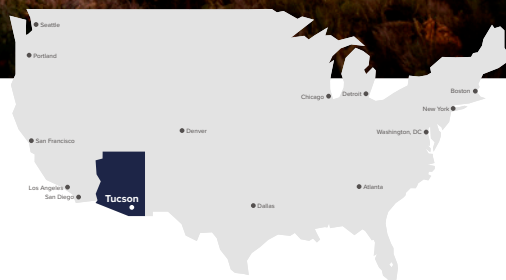 Seattle
Portland
Boston
Detroit
Chicago
New York
Denver
Washington, DC
San Francisco
Los Angeles
Atlanta
San Diego
Tucson
Dallas